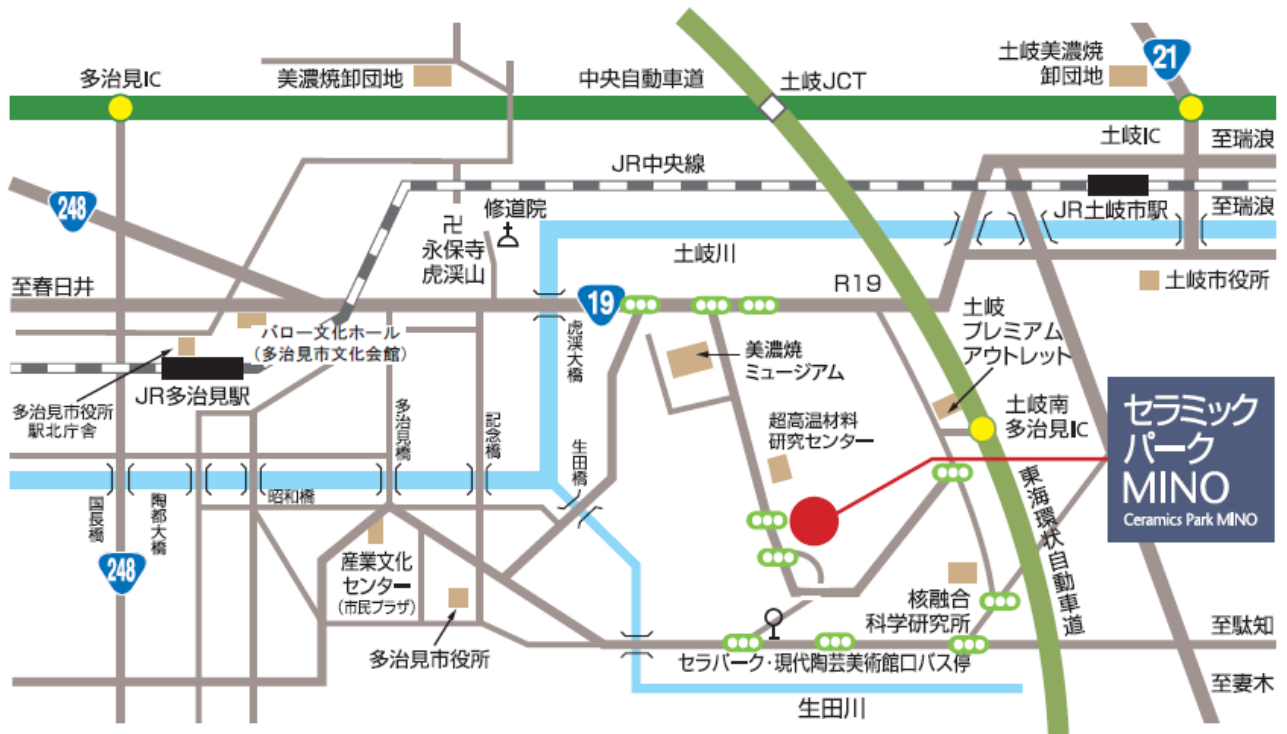 多治見IC
美濃焼卸団地
中央自動車道
土岐JCT
土岐美濃焼
卸団地
21
土岐IC
至瑞浪
JR中央線
248
修道院
卍
永保寺
虎渓山
JR土岐市駅
至瑞浪
土岐川
至春日井
19
R19
土岐市役所
バロー文化ホール
(多治見市文化会館)
虎渓大橋
美濃焼
ミュージアム
土岐
プレミアム
アウトレット
JR多治見駅
多治見市役所
駅北庁舎
多治見橋
記念橋
生田橋
超高温材料
研究センター
土岐南
多治見IC
セラミック
パーク
MINO
Ceramics Park MINO
国長橋
陶都大橋
昭和橋
東海環状自動車道
248
産業文化
センター
(市民プラザ)
核融合
科学研究所
多治見市役所
セラパーク・現代陶芸美術館口バス停
至駄知
至妻木
生田川